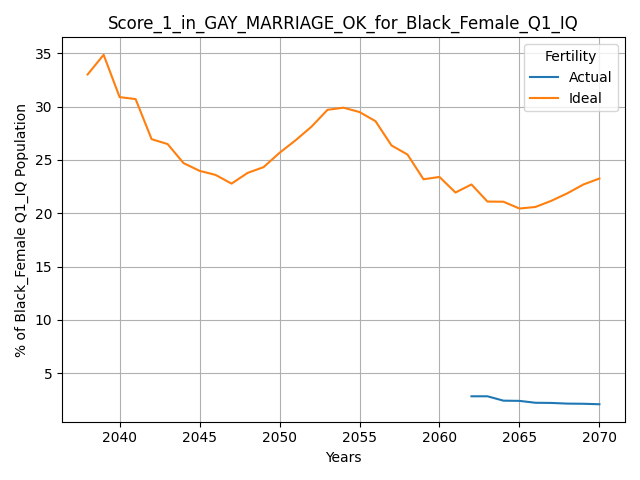 Score_1_in_GAY_MARRIAGE_OK_for_Black_Female_Q1_IQ
Fertility
Actual
Ideal
% of Black_Female Q1_IQ Population
35
30
25
20
15
10
5
2040 2045 2050 2055 2060 2065 2070
Years